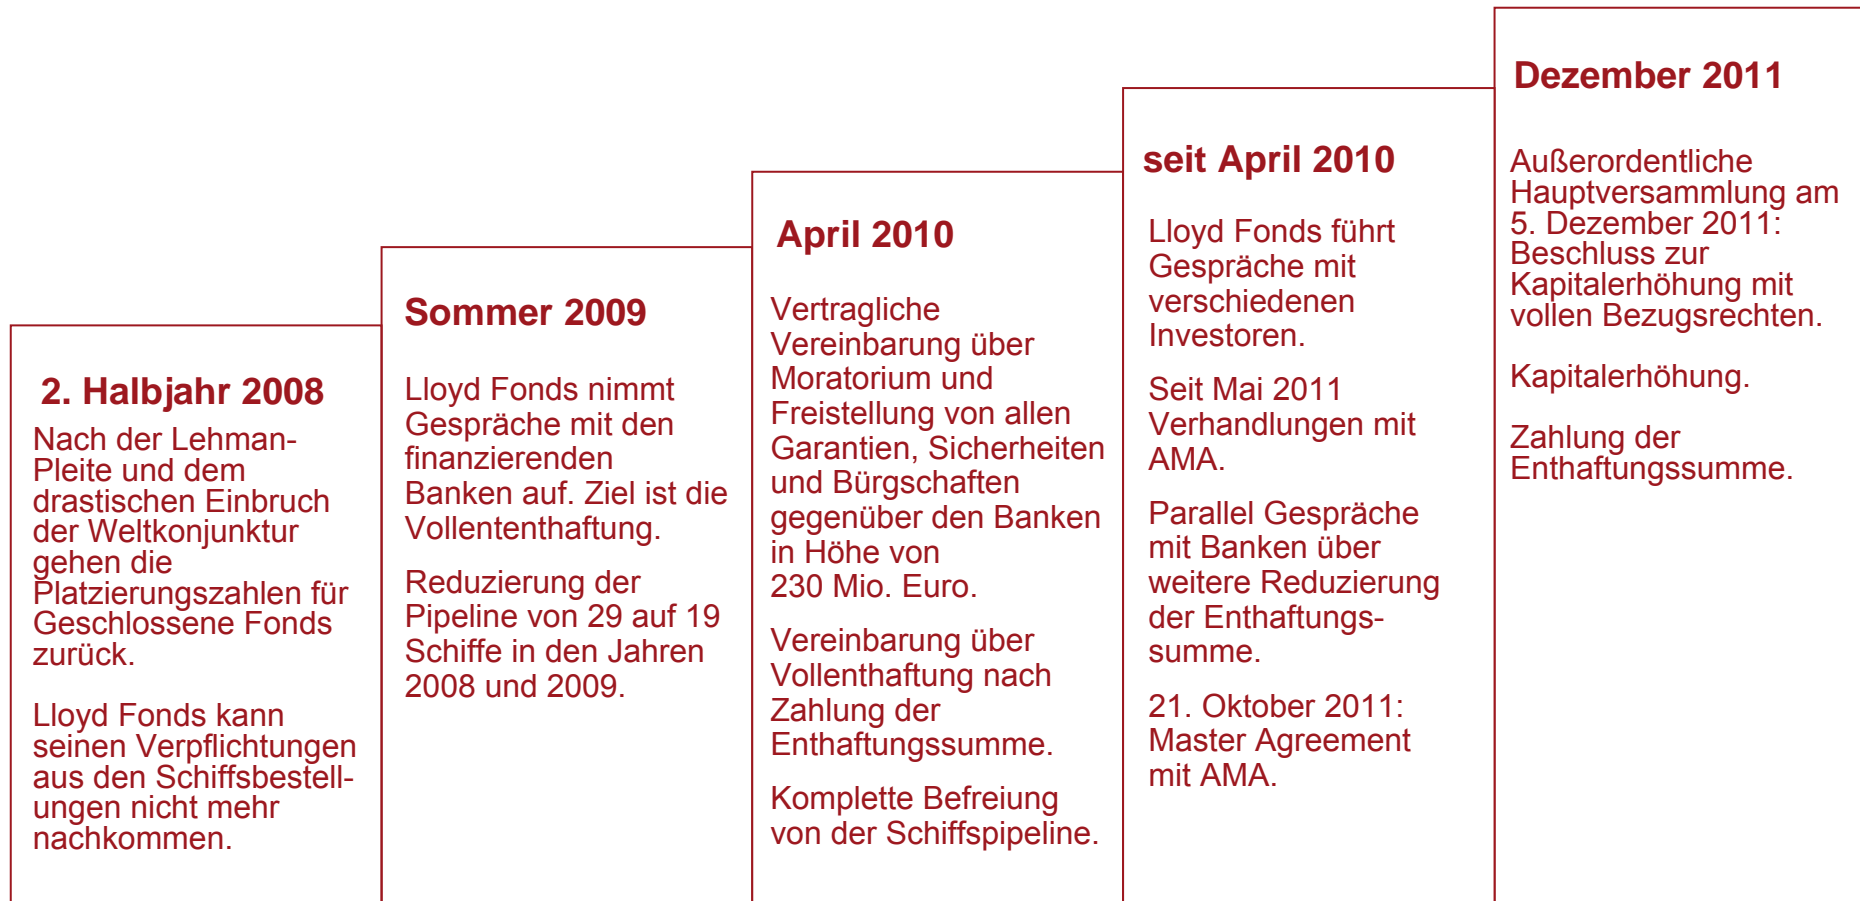 2. Halbjahr 2008
Nach der Lehman-
Pleite und dem
drastischen Einbruch
der Weltkonjunktur
gehen die
Platzierungszahlen für
Geschlossene Fonds
zurück.
Lloyd Fonds kann
seinen Verpflichtungen
aus den Schiffsbestell-
ungen nicht mehr
nachkommen.
Sommer 2009
Lloyd Fonds nimmt
Gespräche mit den
finanzierenden
Banken auf. Ziel ist die
Vollententhaftung.
Reduzierung der
Pipeline von 29 auf 19
Schiffe in den Jahren
2008 und 2009.
April 2010
Vertragliche
Vereinbarung über
Moratorium und
Freistellung von allen
Garantien, Sicherheiten
und Bürgschaften
gegenüber den Banken
in Höhe von
230 Mio. Euro.
Vereinbarung über
Vollenthaftung nach
Zahlung der
Enthaftungssumme.
Komplette Befreiung
von der Schiffspipeline.
seit April 2010
Lloyd Fonds führt
Gespräche mit
verschiedenen
Investoren.
Seit Mai 2011
Verhandlungen mit
AMA.
Parallel Gespräche
mit Banken über
weitere Reduzierung
der Enthaftungs-
summe.
21. Oktober 2011:
Master Agreement
mit AMA.
Dezember 2011
Außerordentliche
Hauptversammlung am
5. Dezember 2011:
Beschluss zur
Kapitalerhöhung mit
vollen Bezugsrechten.
Kapitalerhöhung.
Zahlung der
Enthaftungssumme.